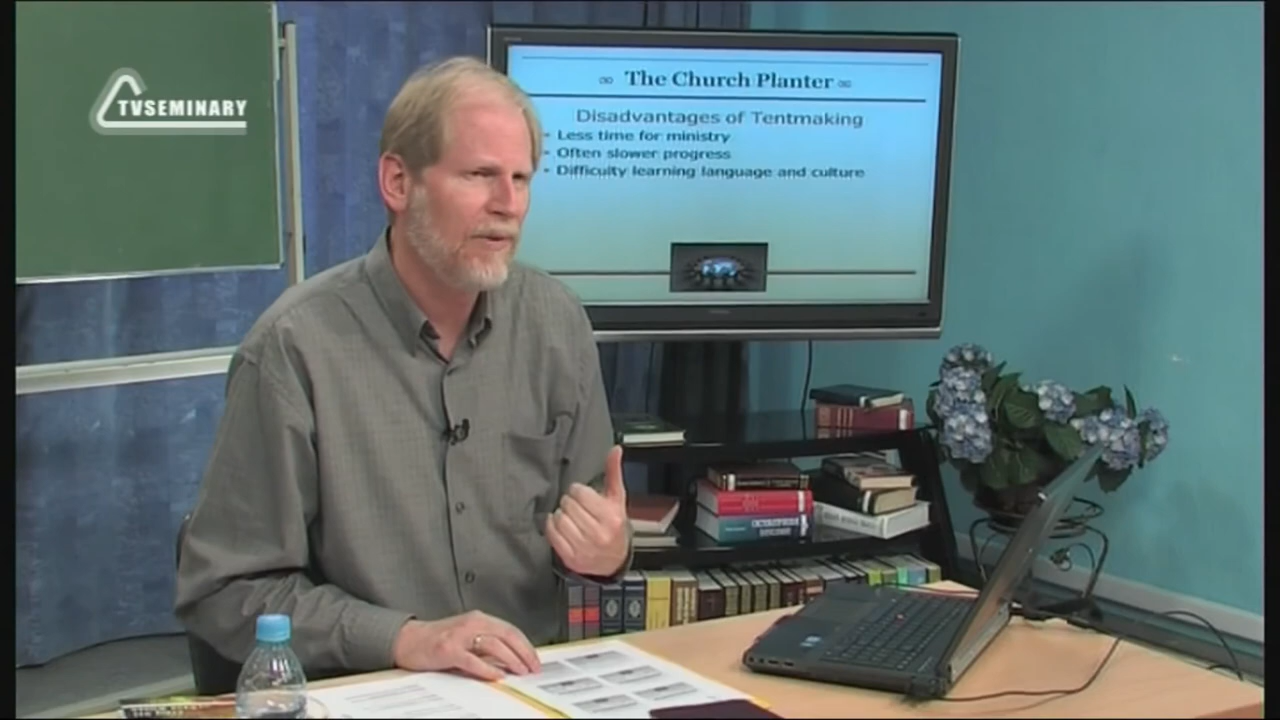 TVSEMINARY
The Church Planter
Disadvantages of Tentmaking
- Less time for ministry
- Often slower progress
- Difficulty learning language and culture